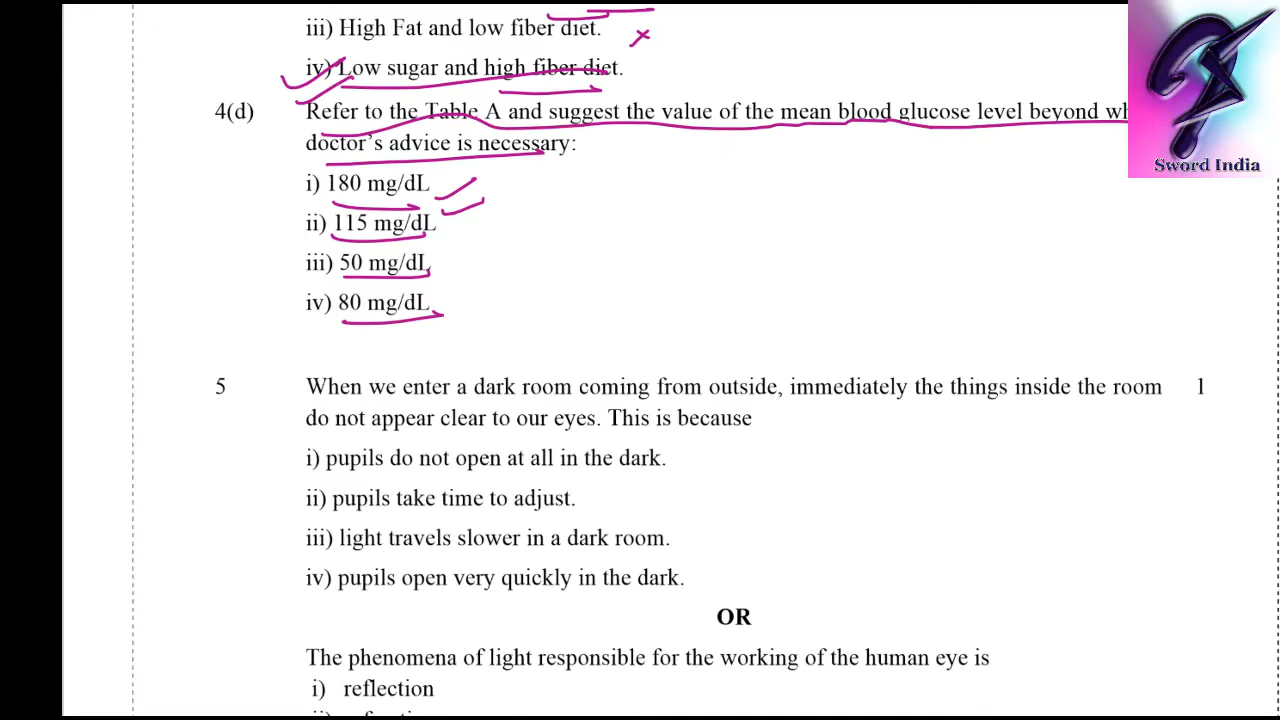 iii) High Fat and low fiber diet.
iv) Low sugar and high fiber diet.
4(d) Refer to the Table A and suggest the value of the mean blood glucose level beyond
doctor's advice is necessary:
i) 180 mg/dL
ii) 115 mg/dL
iii) 50 mg/dL
iv) 80 mg/dL
Sword India
5 When we enter a dark room coming from outside, immediately the things inside the room 1
do not appear clear to our eyes. This is because
i) pupils do not open at all in the dark.
ii) pupils take time to adjust.
iii) light travels slower in a dark room.
iv) pupils open very quickly in the dark.
OR
The phenomena of light responsible for the working of the human eye is
i) reflection